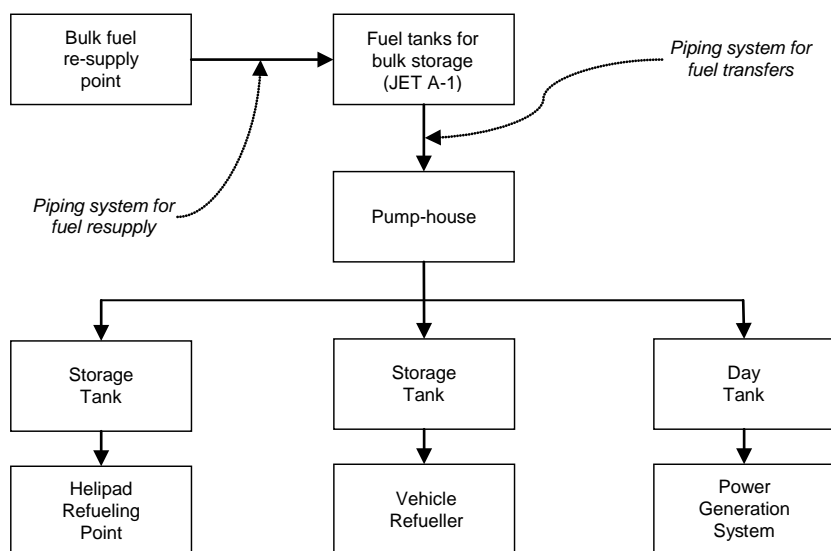 Bulk fuel
re-supply
point
Fuel tanks for
bulk storage
(JET A-1)
Piping system for
fuel transfers
Piping system for
fuel resupply
Pump-house
Storage
Tank
Storage
Tank
Day
Tank
Helipad
Refueling
Point
Vehicle
Refueller
Power
Generation
System